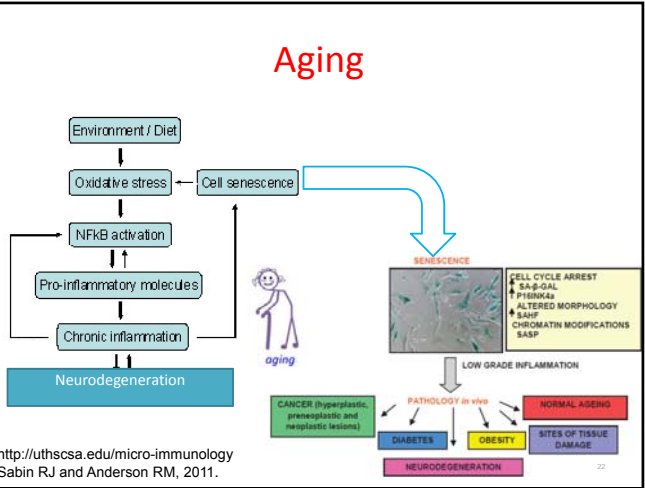 Aging
Environment / Diet
Oxidative stress
Cell senescence
NFkB activation
Pro-inflammatory molecules
Chronic inflammation
Neurodegeneration
aging
http://uthscsa.edu/micro-immunology
Sabin RJ and Anderson RM, 2011.
SENESCENCE
CELL CYCLE ARREST
SA-β-GAL
P16INK4a
ALTERED MORPHOLOGY
SAHF
CHROMATIN MODIFICATIONS
SASP
LOW GRADE INFLAMMATION
PATHOLOGY in vivo
CANCER (hyperplastic,
preneoplastic and
neoplastic lesions)
DIABETES
NEURODEGENERATION
OBESITY
NORMAL AGEING
SITES OF TISSUE
DAMAGE
22